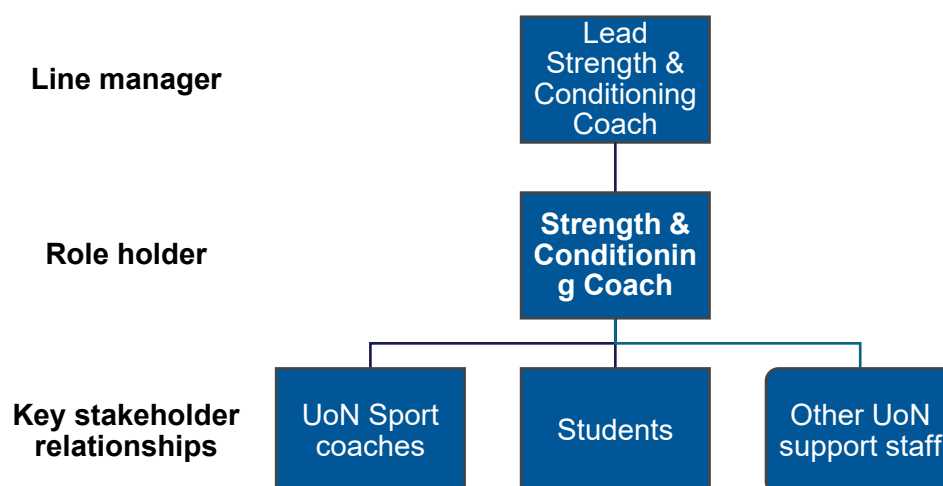 Line manager
Lead
Strength &
Conditioning
Coach
Role holder
Strength &
Conditionin
g Coach
Key stakeholder
relationships
UoN Sport
coaches
Students
Other UoN
support staff